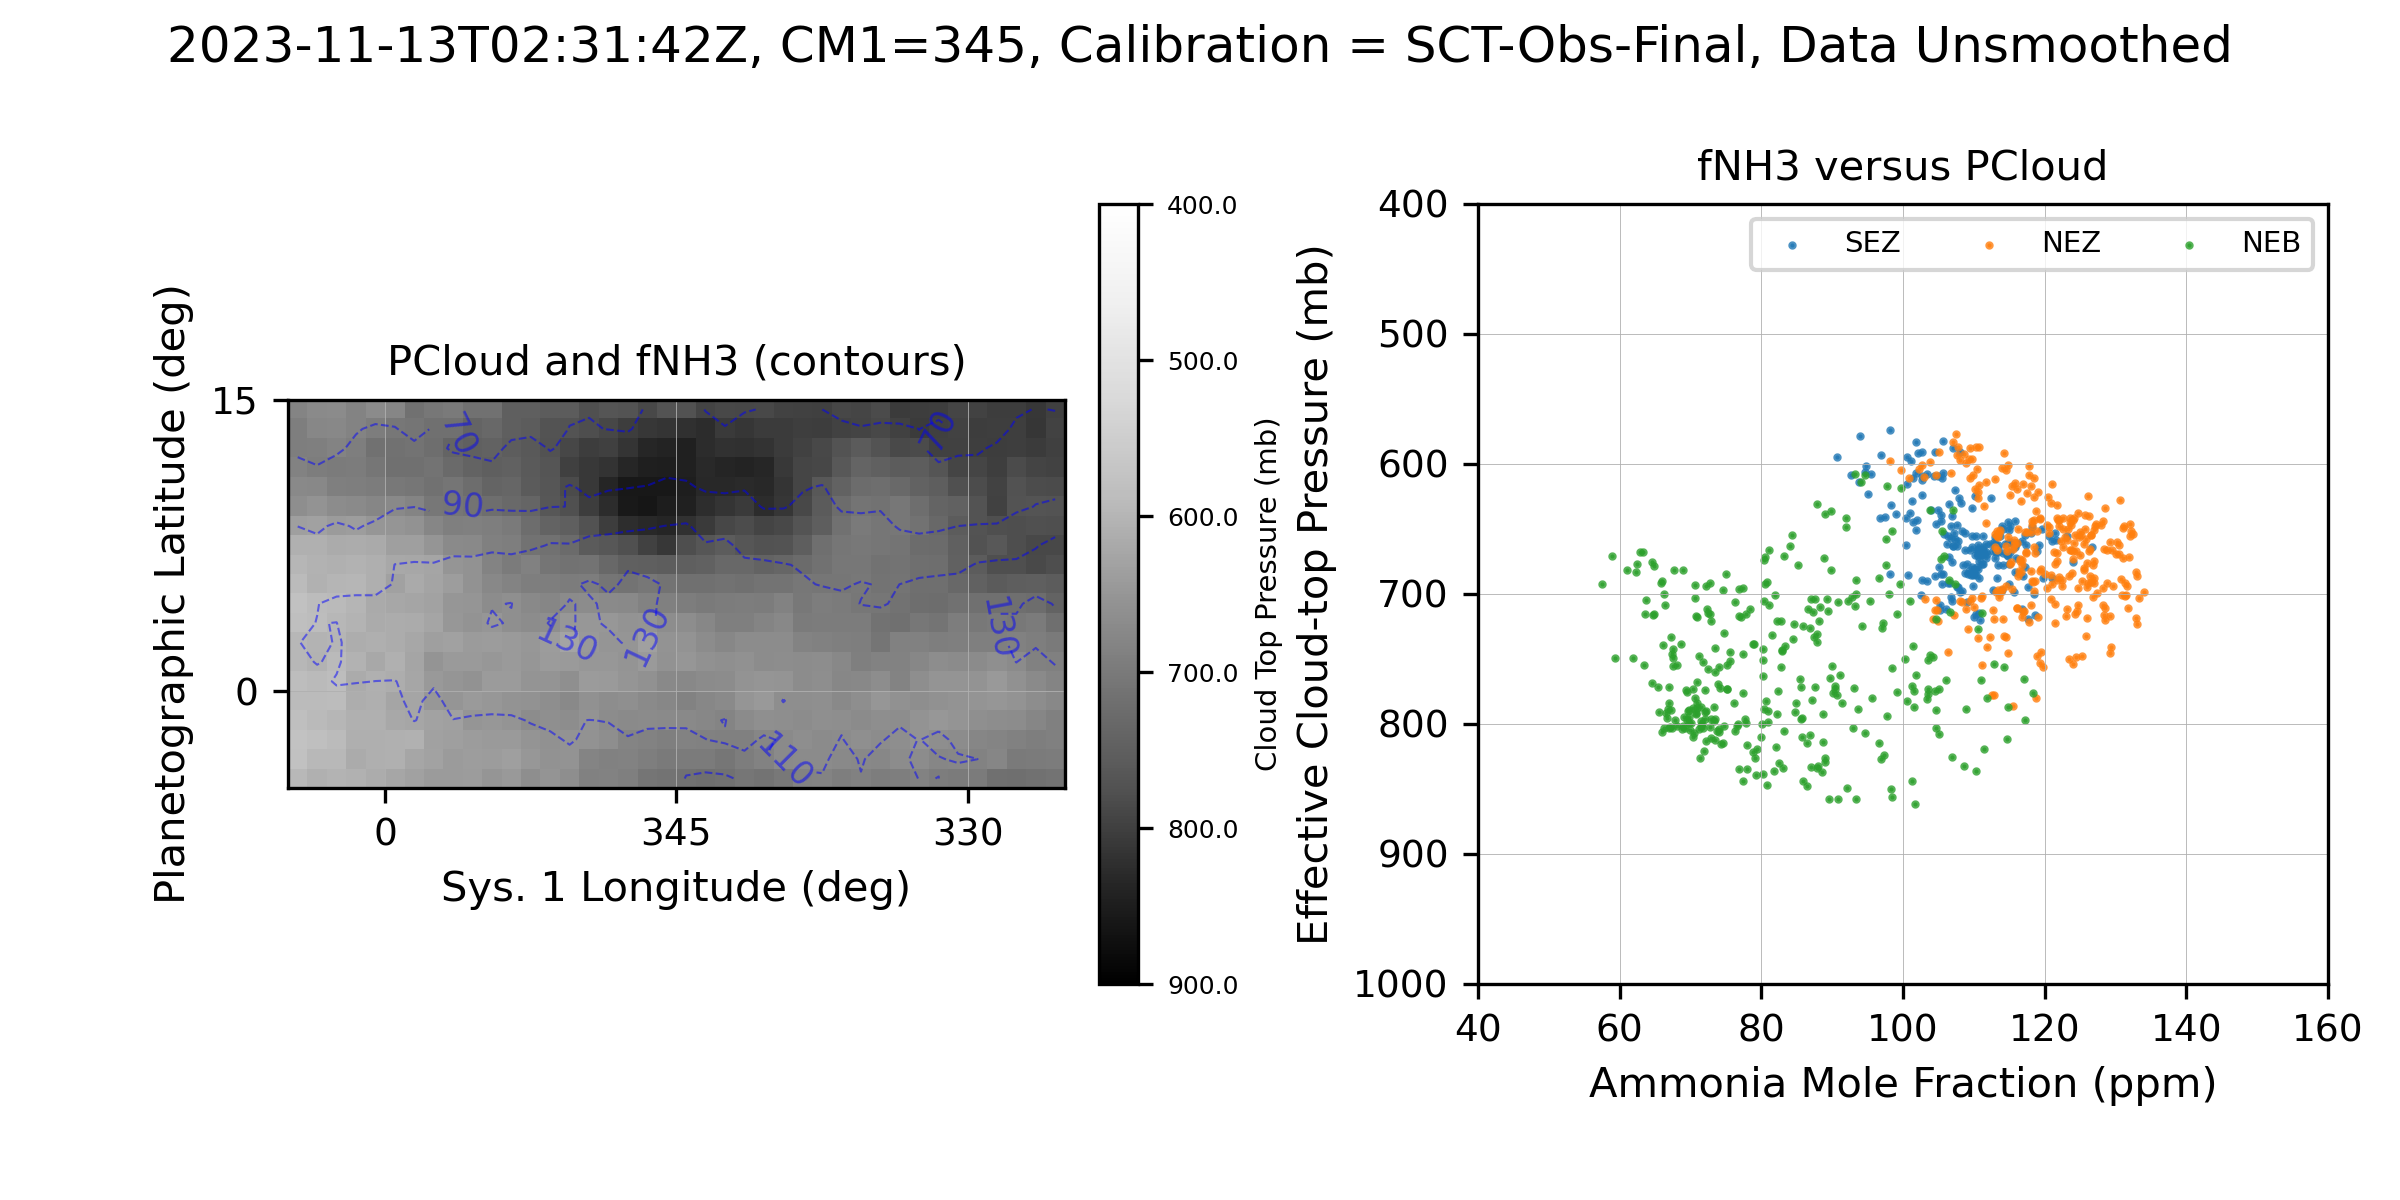 2023-11-13T02:31:42Z, CM1=345, Calibration = SCT-Obs-Final, Data Unsmoothed
PCloud and fNH3 (contours)
Planetographic Latitude (deg)
15
0
70
70
90
130
130
130
110
0
345
330
Sys. 1 Longitude (deg)
400.0
500.0
600.0
700.0
800.0
900.0
Cloud Top Pressure (mb)
fNH3 versus PCloud
Effective Cloud-top Pressure (mb)
400
500
600
700
800
900
1000
SEZ
NEZ
NEB
40
60
80
100
120
140
160
Ammonia Mole Fraction (ppm)